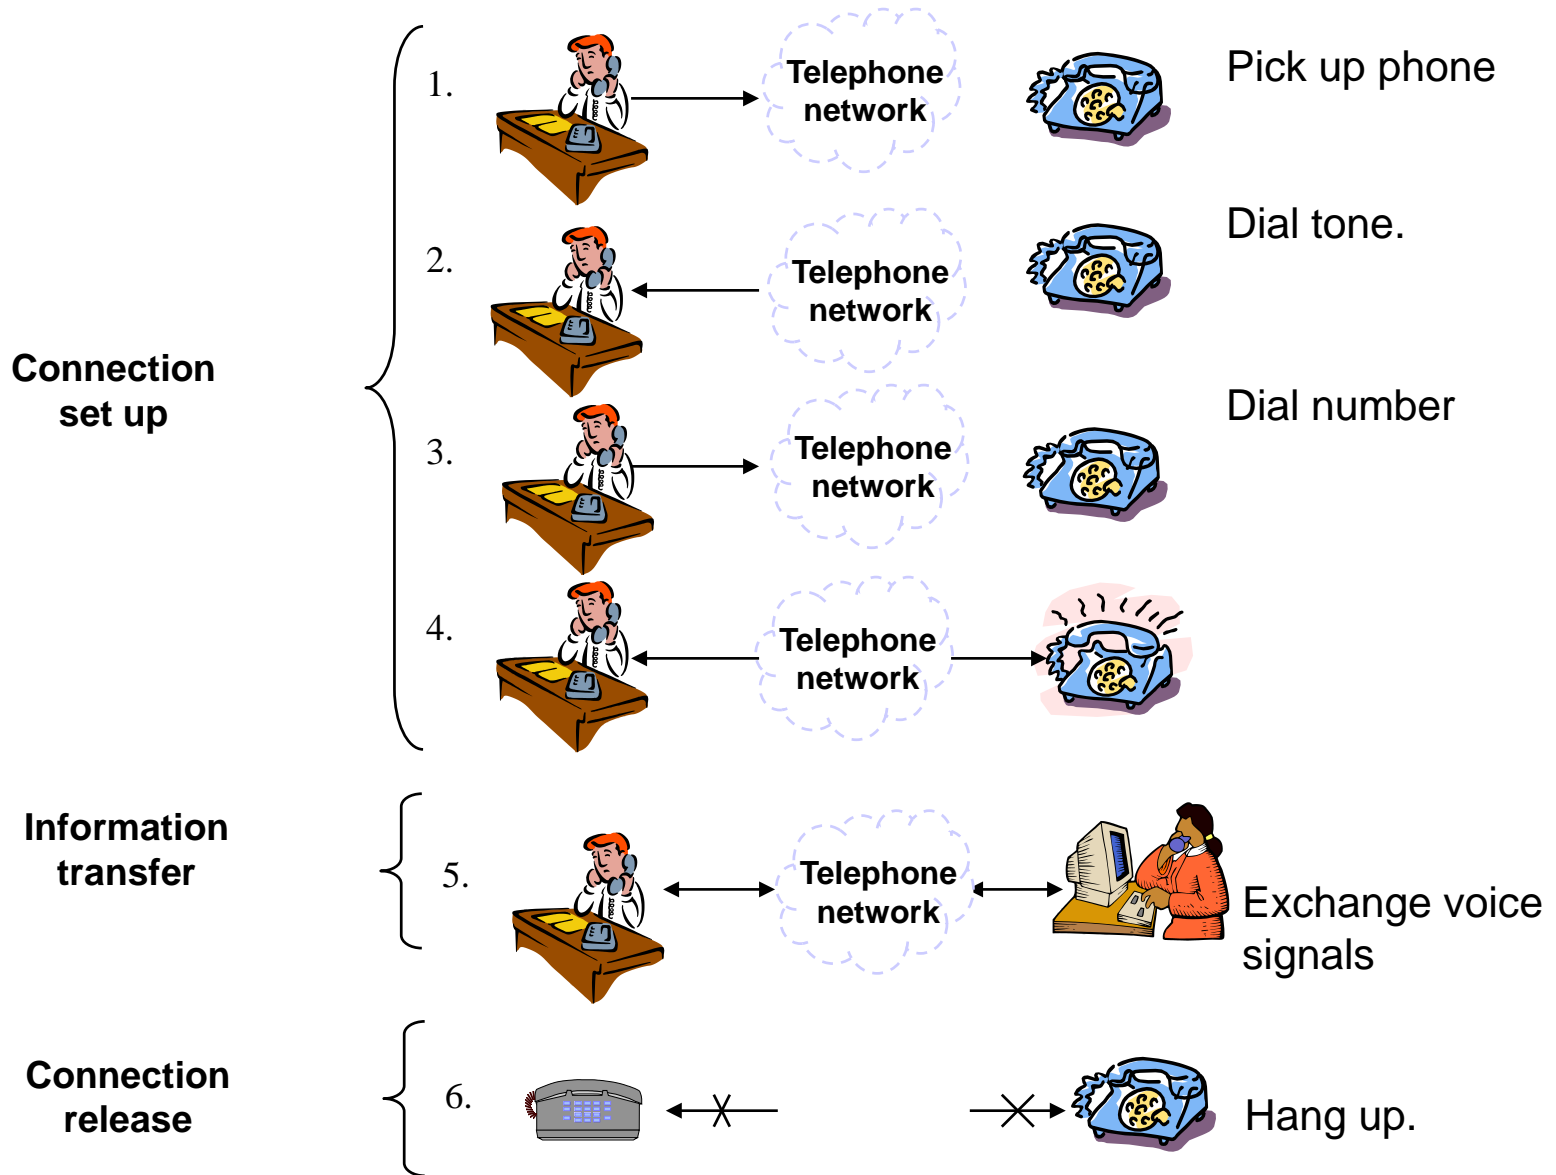 1.
Telephone
network
Pick up phone
2.
Telephone
network
Dial tone.
Connection
set up
3.
Telephone
network
Dial number
4.
Telephone
network
Information
transfer
5.
Telephone
network
Exchange voice
signals
Connection
release
6.
Hang up.